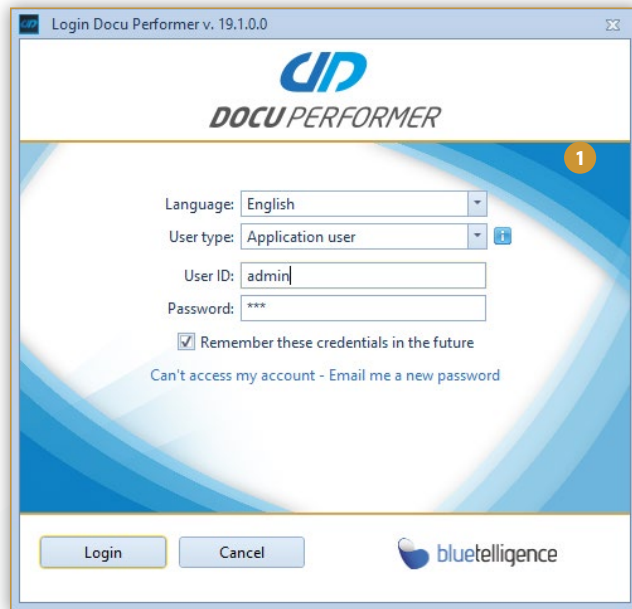 Login Docu Performer v. 19.1.0.0
DOCU PERFORMER
1
Language: English
User type: Application user
User ID: admin
Password: ***
Remember these credentials in the future
Can't access my account - Email me a new password
Login Cancel bluetelligence